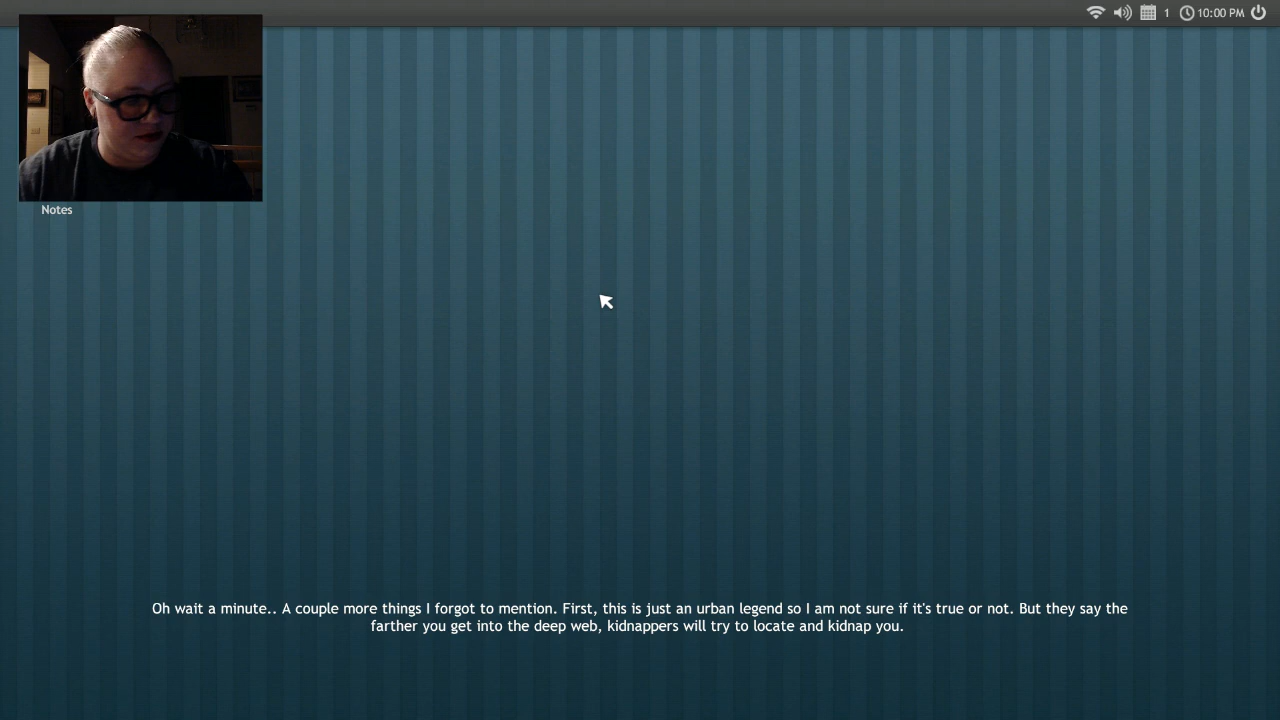 1 10:00 PM
Notes
Oh wait a minute.. A couple more things I forgot to mention. First, this is just an urban legend so I am not sure if it's true or not. But they say the
farther you get into the deep web, kidnappers will try to locate and kidnap you.